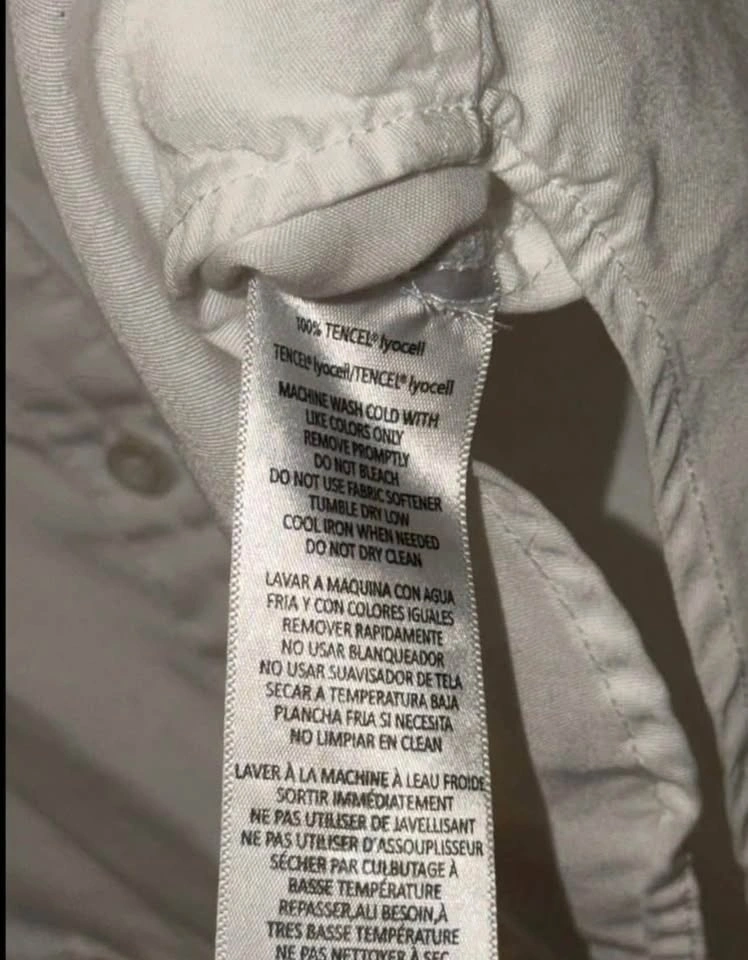 100% TENCEL® lyocell
TENCEL® lyocell/TENCEL® lyocell
MACHINE WASH COLD WITH
LIKE COLORS ONLY
REMOVE PROMPTLY
DO NOT BLEACH
DO NOT USE FABRIC SOFTENER
TUMBLE DRY LOW
COOL IRON WHEN NEEDED
DO NOT DRY CLEAN
LAVAR A MAQUINA CON AGUA
FRIA Y CON COLORES IGUALES
REMOVER RAPIDAMENTE
NO USAR BLANQUEADOR
NO USAR SUAVISADOR DE TELA
SECAR A TEMPERATURA BAJA
PLANCHA FRIA SI NECESITA
NO LIMPIAR EN CLEAN
LAVER À LA MACHINE À LEAU FROIDE
SORTIR IMMÉDIATEMENT
NE PAS UTILISER DE JAVELLISANT
NE PAS UTILISER D'ASSOUPLISSEUR
SÉCHER PAR CULBUTAGE À
BASSE TEMPÉRATURE
REPASSER,ALI BESOIN,À
TRES BASSE TEMPÉRATURE
NE PAS NETTOYER À SEC